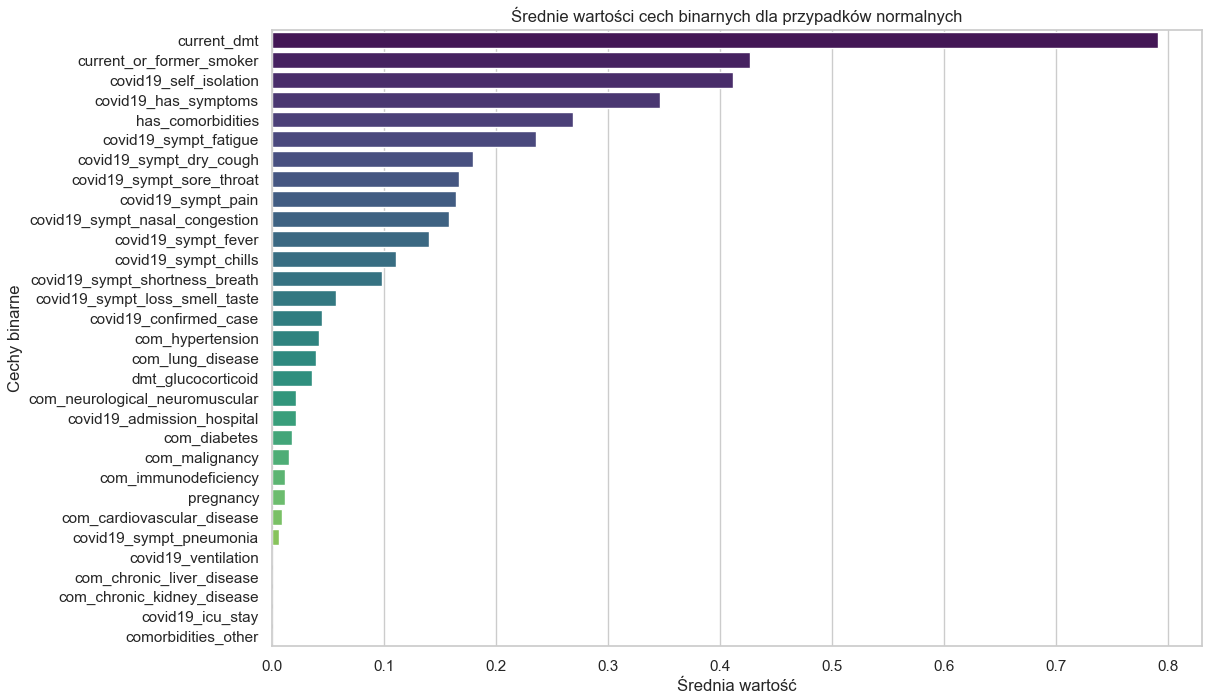 Średnie wartości cech binarnych dla przypadków normalnych
current_dmt
current_or_former_smoker
covid19_self_isolation
covid19_has_symptoms
has_comorbidities
covid19_sympt_fatigue
covid19_sympt_dry_cough
covid19_sympt_sore_throat
covid19_sympt_pain
covid19_sympt_nasal_congestion
covid19_sympt_fever
covid19_sympt_chills
covid19_sympt_shortness_breath
covid19_sympt_loss_smell_taste
covid19_confirmed_case
com_hypertension
com_lung_disease
dmt_glucocorticoid
com_neurological_neuromuscular
covid19_admission_hospital
com_diabetes
com_malignancy
com_immunodeficiency
pregnancy
com_cardiovascular_disease
covid19_sympt_pneumonia
covid19_ventilation
com_chronic_liver_disease
com_chronic_kidney_disease
covid19_icu_stay
comorbidities_other
Cechy binarne
0.0 0.1 0.2 0.3 0.4 0.5 0.6 0.7 0.8
Średnia wartość